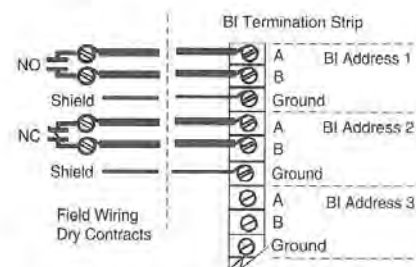 BI Termination Strip
NO
A BI Address 1
B
Shield Ground
NC
A BI Address 2
B
Shield Ground
A BI Address 3
B
Ground
Field Wiring
Dry Contracts